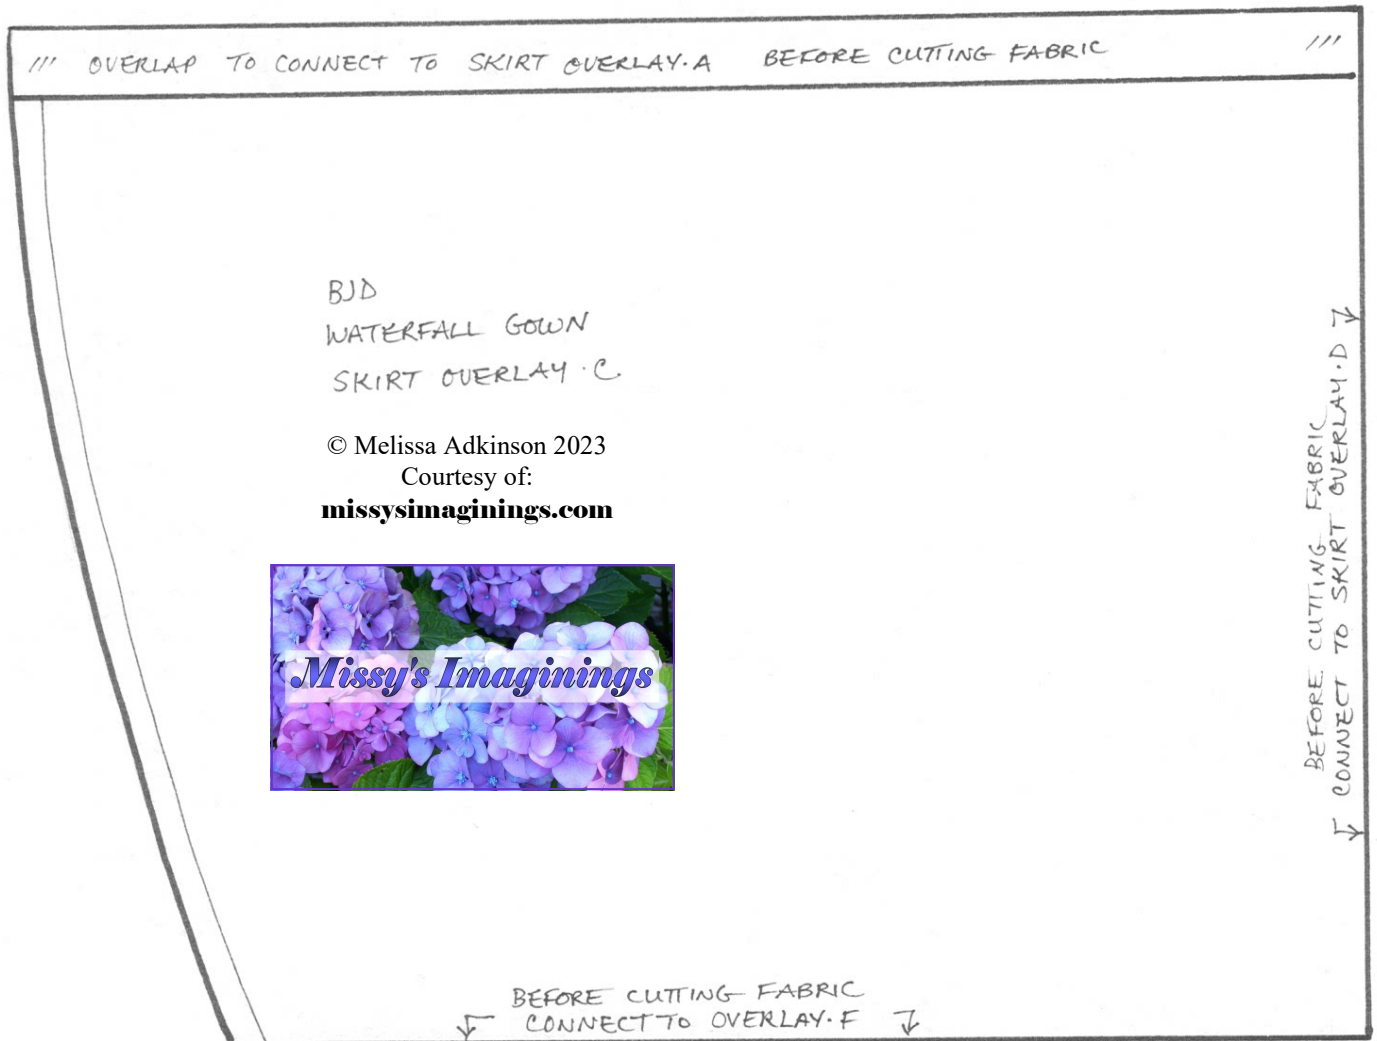 /// OVERLAP TO CONNECT TO SKIRT OVERLAY·A BEFORE CUTTING FABRIC ///
BJD
WATERFALL GOWN
SKIRT OVERLAY·C
© Melissa Adkinson 2023
Courtesy of:
missysimaginings.com
Missy's Imaginings
BEFORE CUTTING FABRIC
CONNECT TO SKIRT OVERLAY·D
BEFORE CUTTING FABRIC
CONNECT TO OVERLAY·F